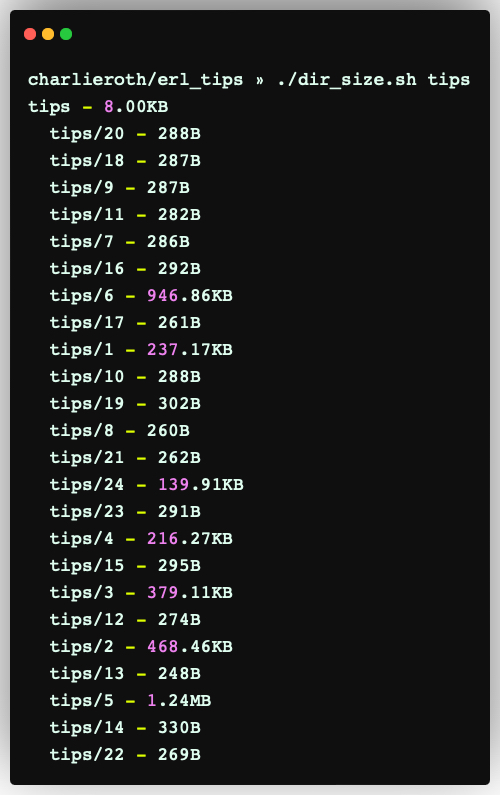 charlieroth/erl_tips » ./dir_size.sh tips
tips - 8.00KB
tips/20 - 288B
tips/18 - 287B
tips/9 - 287B
tips/11 - 282B
tips/7 - 286B
tips/16 - 292B
tips/6 - 946.86KB
tips/17 - 261B
tips/1 - 237.17KB
tips/10 - 288B
tips/19 - 302B
tips/8 - 260B
tips/21 - 262B
tips/24 - 139.91KB
tips/23 - 291B
tips/4 - 216.27KB
tips/15 - 295B
tips/3 - 379.11KB
tips/12 - 274B
tips/2 - 468.46KB
tips/13 - 248B
tips/5 - 1.24MB
tips/14 - 330B
tips/22 - 269B